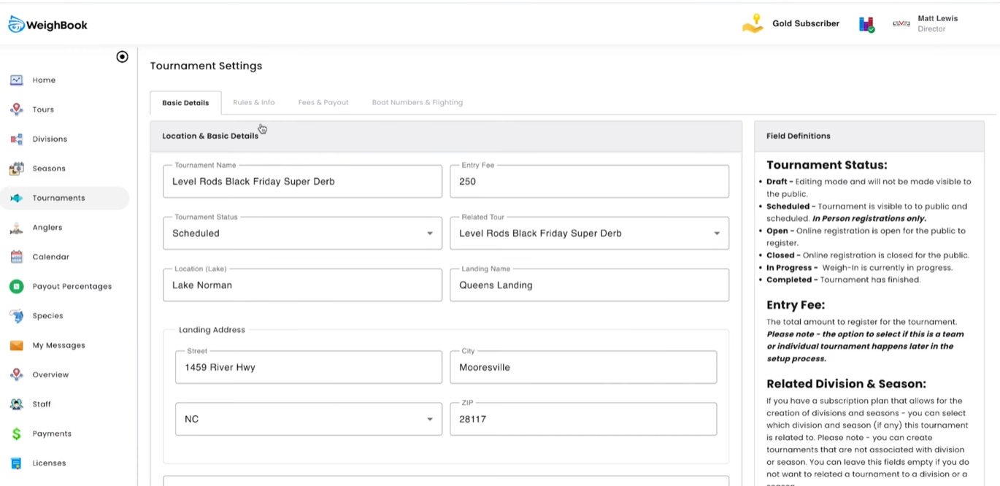 WeighBook
Gold Subscriber
Matt Lewis
Director
Home
Tours
Divisions
Seasons
Tournaments
Anglers
Calendar
Payout Percentages
Species
My Messages
Overview
Staff
Payments
Licenses
Tournament Settings
Basic Details
Rules & Info
Fees & Payout
Boat Numbers & Flighting
Location & Basic Details
Tournament Name
Level Rods Black Friday Super Derb
Entry Fee
250
Tournament Status
Scheduled
Related Tour
Level Rods Black Friday Super Derb
Location (Lake)
Lake Norman
Landing Name
Queens Landing
Landing Address
Street
1459 River Hwy
City
Mooresville
NC
ZIP
28117
Field Definitions
Tournament Status:
• Draft - Editing mode and will not be made visible to
the public.
• Scheduled - Tournament is visible to to public and
scheduled. In Person registrations only.
• Open - Online registration is open for the public to
register.
• Closed - Online registration is closed for the public.
• In Progress - Weigh-In is currently in progress.
• Completed - Tournament has finished.
Entry Fee:
The total amount to register for the tournament.
Please note - the option to select if this is a team
or individual tournament happens later in the
setup process.
Related Division & Season:
If you have a subscription plan that allows for the
creation of divisions and seasons - you can select
which division and season (if any) this tournament
is related to. Please note - you can create
tournaments that are not associated with division
or season. You can leave this fields empty if you do
not want to related a tournament to a division or a